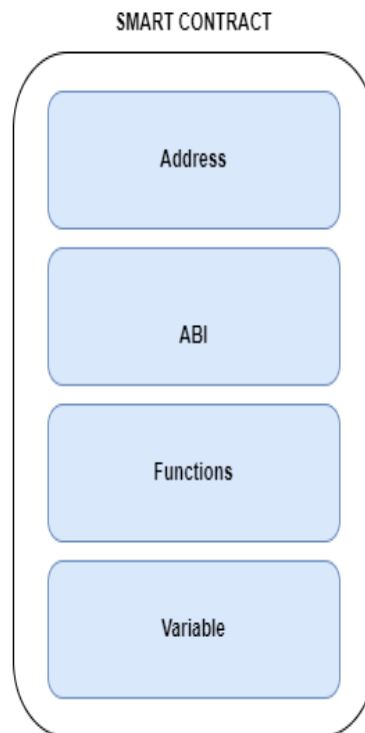 SMART CONTRACT
Address
ABI
Functions
Variable